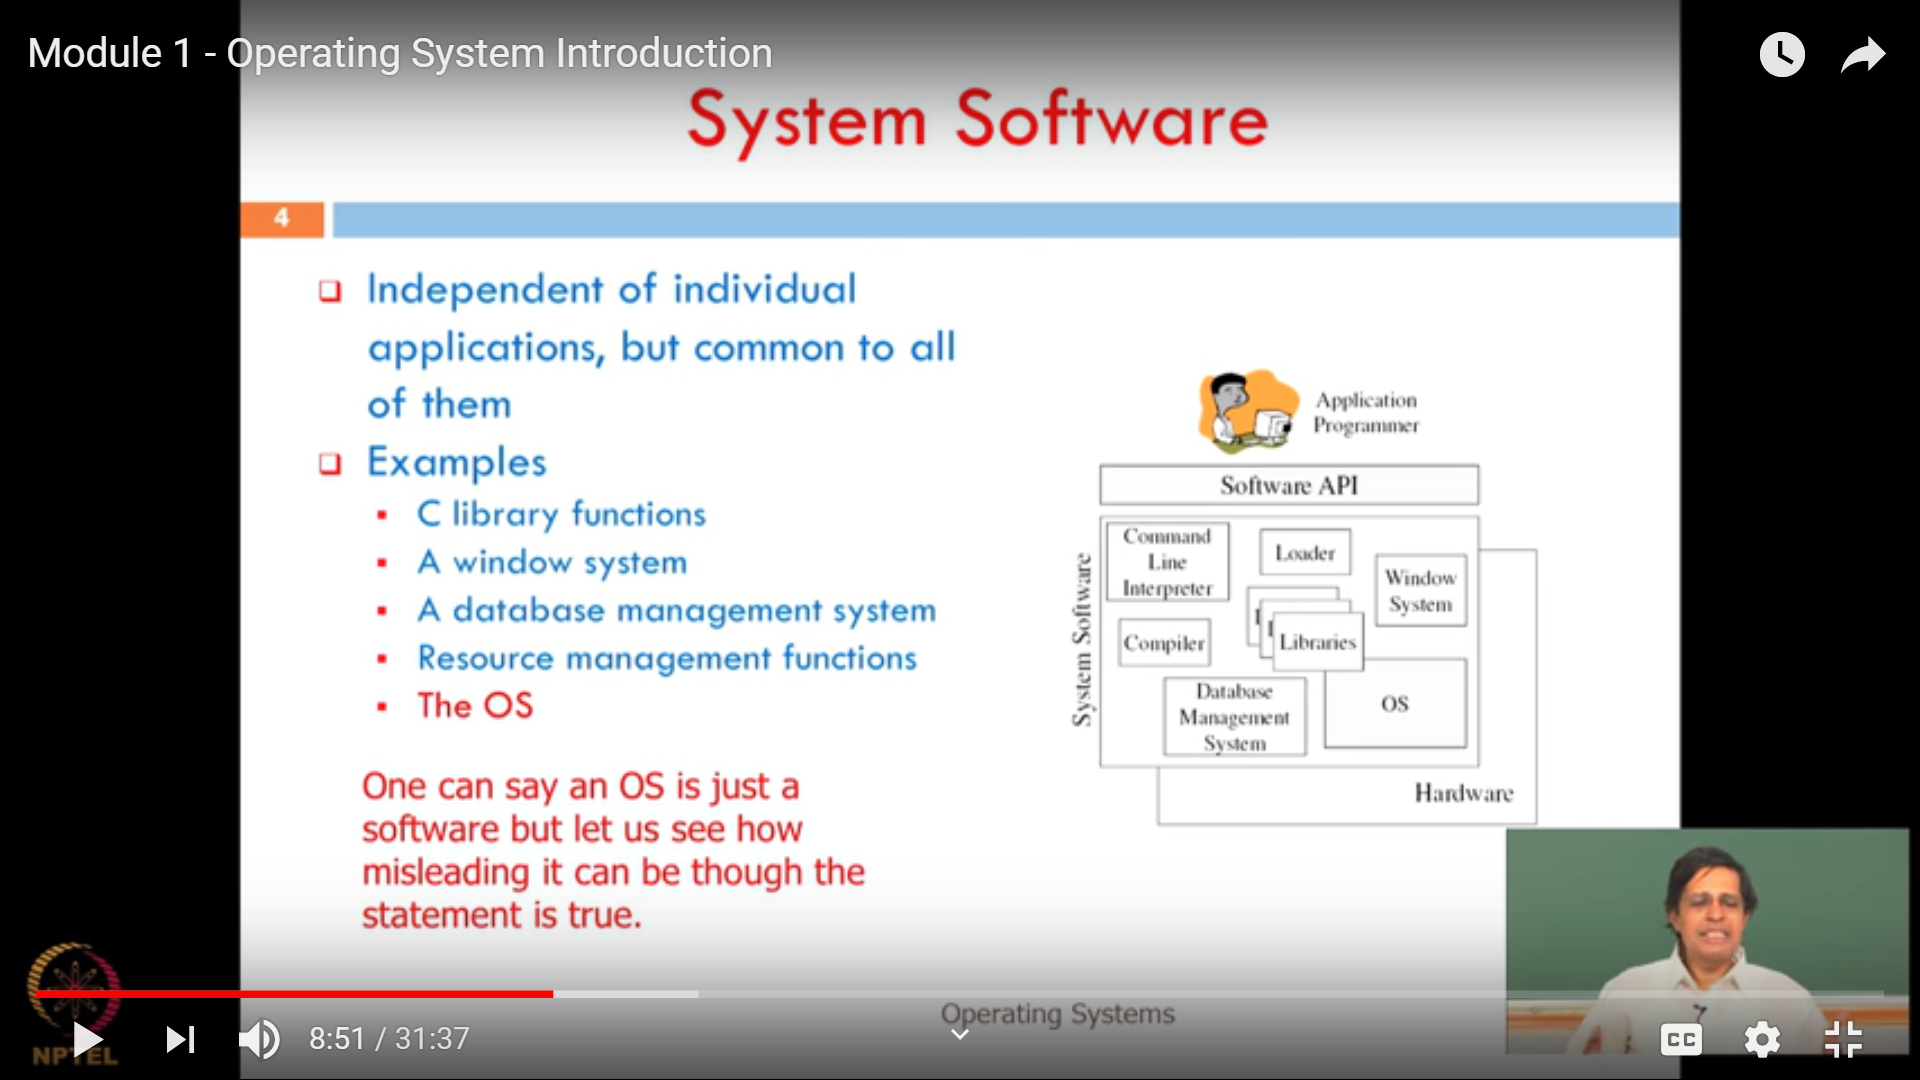 Module 1 - Operating System Introduction
System Software
4
Independent of individual
applications, but common to all
of them
Examples
C library functions
A window system
A database management system
Resource management functions
The OS
One can say an OS is just a
software but let us see how
misleading it can be though the
statement is true.
Application
Programmer
Software API
System Software
Command
Line
Interpreter
Loader
Window
System
Compiler
Libraries
Database
Management
System
OS
Hardware
Operating Systems
NPTEL
8:51 / 31:37
CC